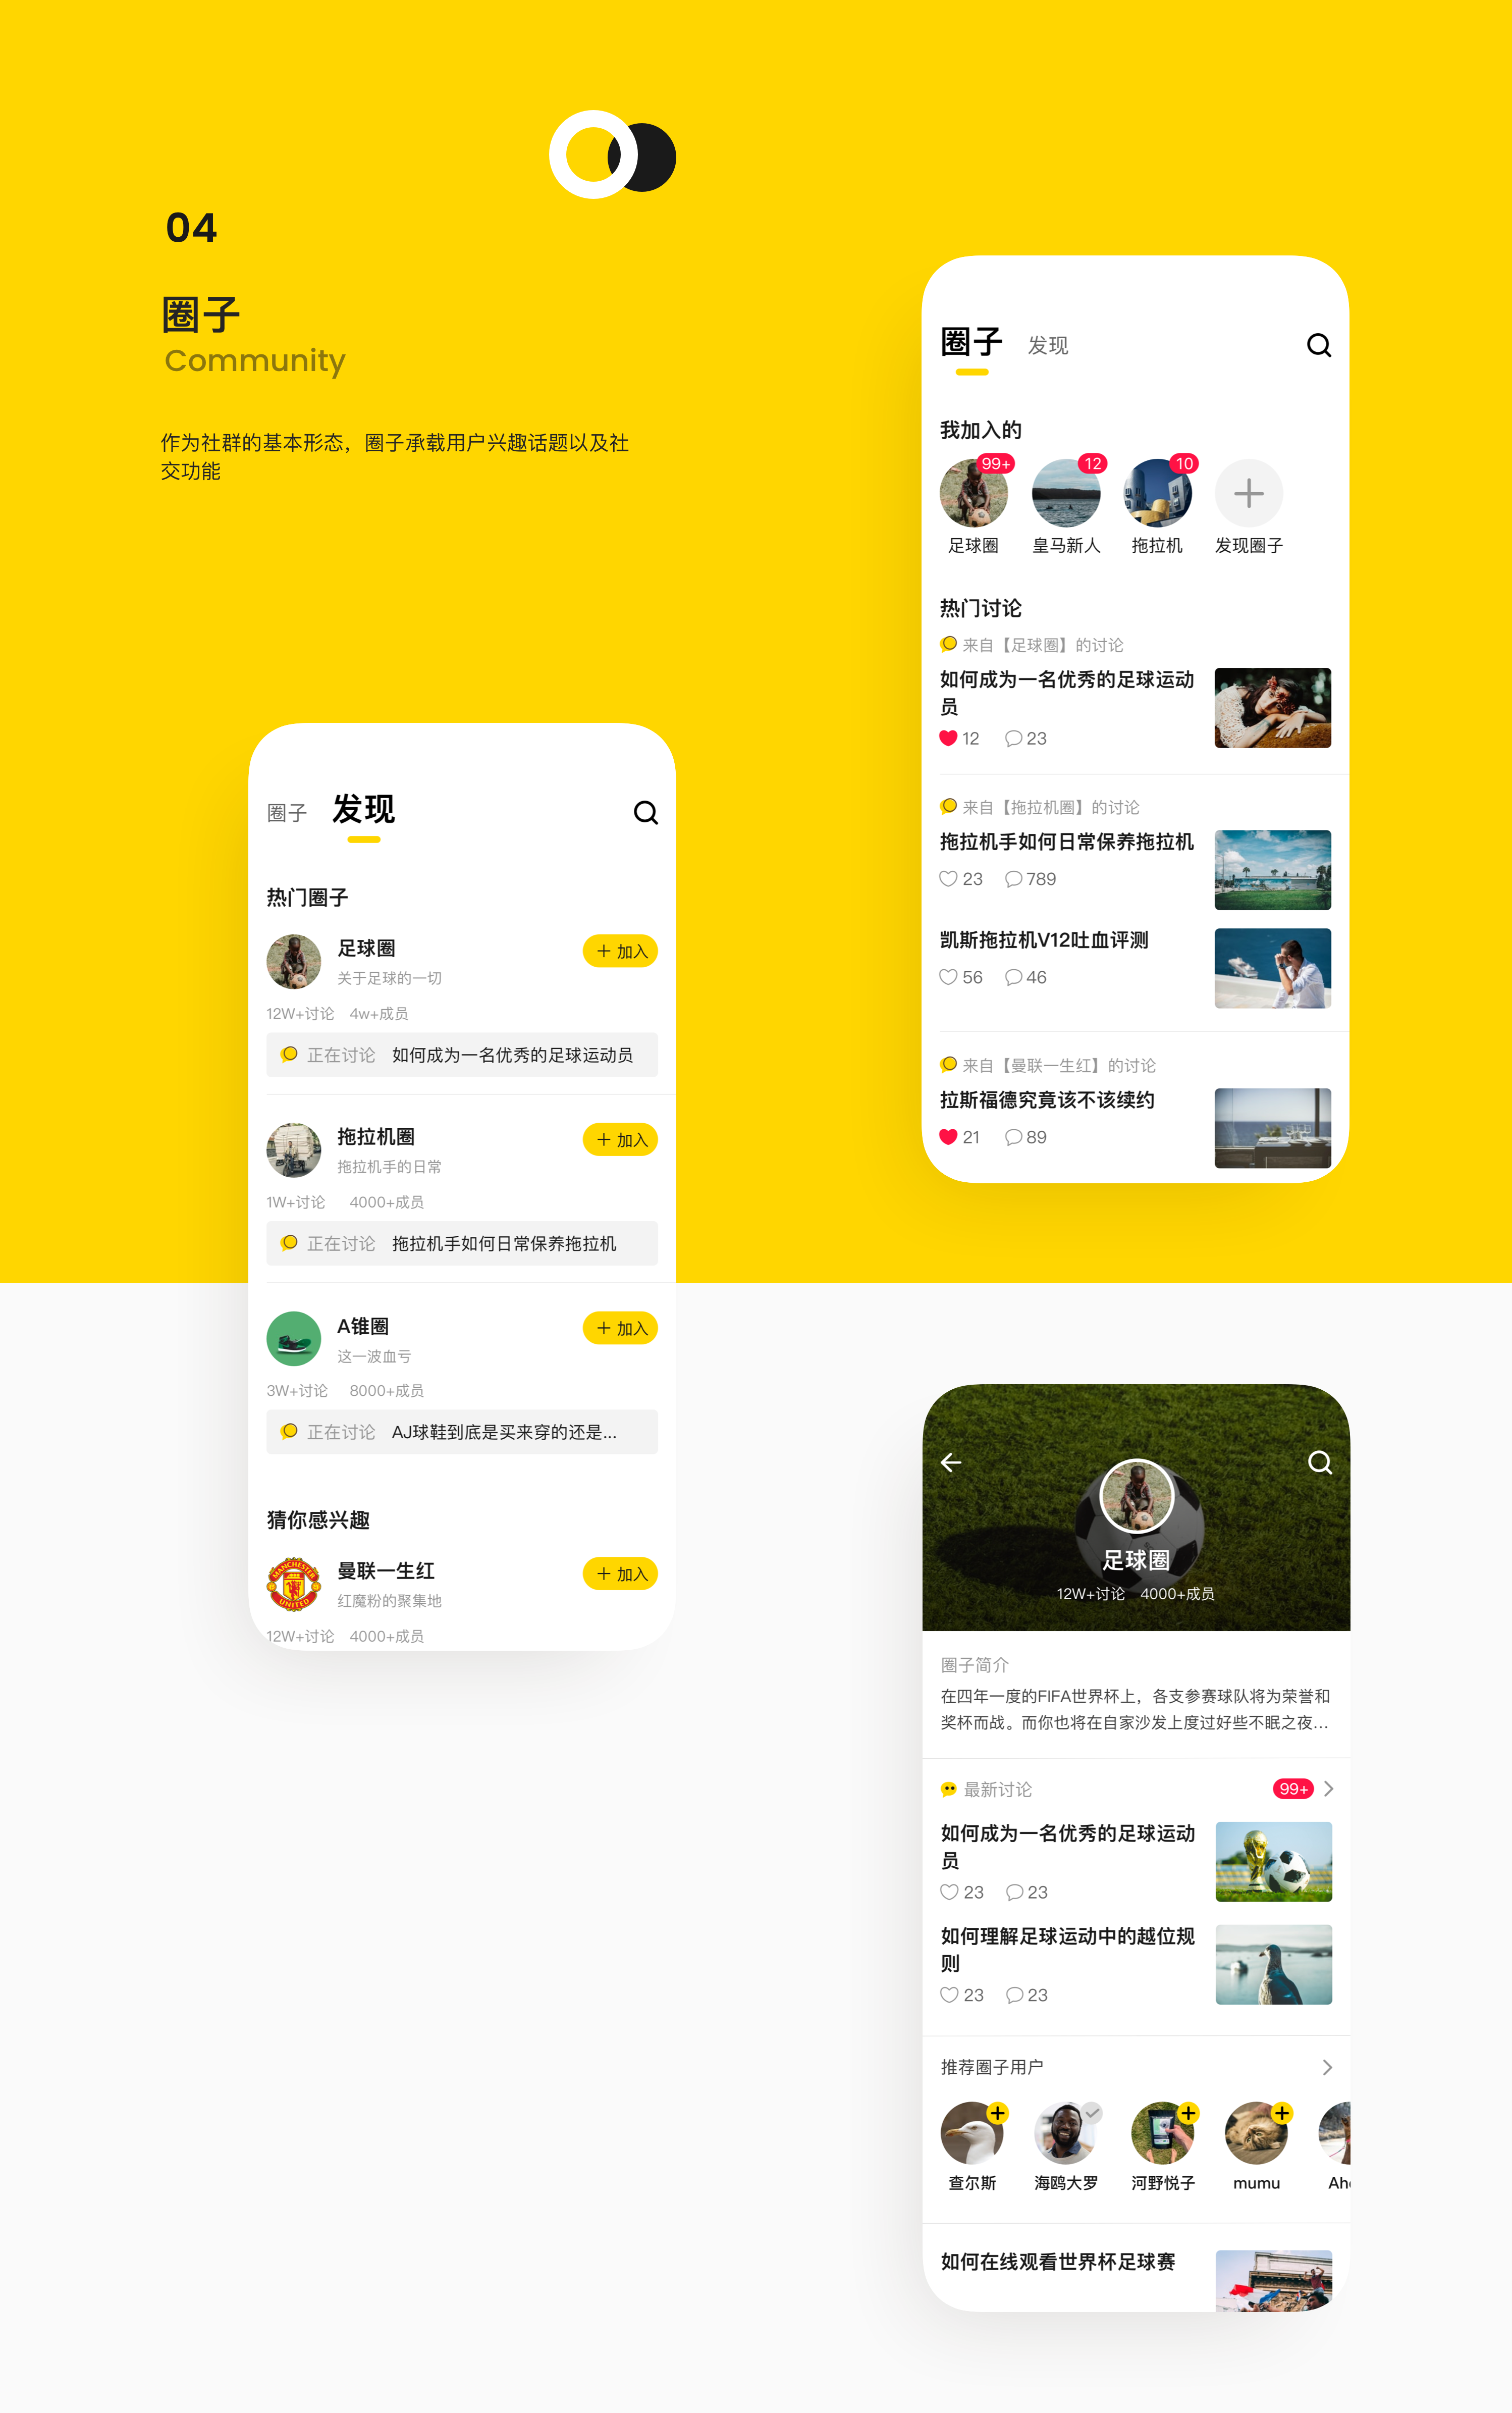 04
圈子
Community
作为社群的基本形态，圈子承载用户兴趣话题以及社
交功能
圈子 发现
我加入的
99+ 12 10
足球圈 皇马新人 拖拉机 发现圈子
热门讨论
来自【足球圈】的讨论
如何成为一名优秀的足球运动
员
12 23
来自【拖拉机圈】的讨论
拖拉机手如何日常保养拖拉机
23 789
凯斯拖拉机V12吐血评测
56 46
来自【曼联一生红】的讨论
拉斯福德究竟该不该续约
21 89
圈子 发现
热门圈子
足球圈
+ 加入
关于足球的一切
12W+讨论 4w+成员
正在讨论 如何成为一名优秀的足球运动员
拖拉机圈
+ 加入
拖拉机手的日常
1W+讨论 4000+成员
正在讨论 拖拉机手如何日常保养拖拉机
A锥圈
+ 加入
这一波血亏
3W+讨论 8000+成员
正在讨论 AJ球鞋到底是买来穿的还是...
猜你感兴趣
MANCHESTER
UNITED
曼联一生红
+ 加入
红魔粉的聚集地
12W+讨论 4000+成员
足球圈
12W+讨论 4000+成员
圈子简介
在四年一度的FIFA世界杯上，各支参赛球队将为荣誉和
奖杯而战。而你也将在自家沙发上度过好些不眠之夜...
最新讨论 99+
如何成为一名优秀的足球运动
员
23 23
如何理解足球运动中的越位规
则
23 23
推荐圈子用户
查尔斯 海鸥大罗 河野悦子 mumu
如何在线观看世界杯足球赛